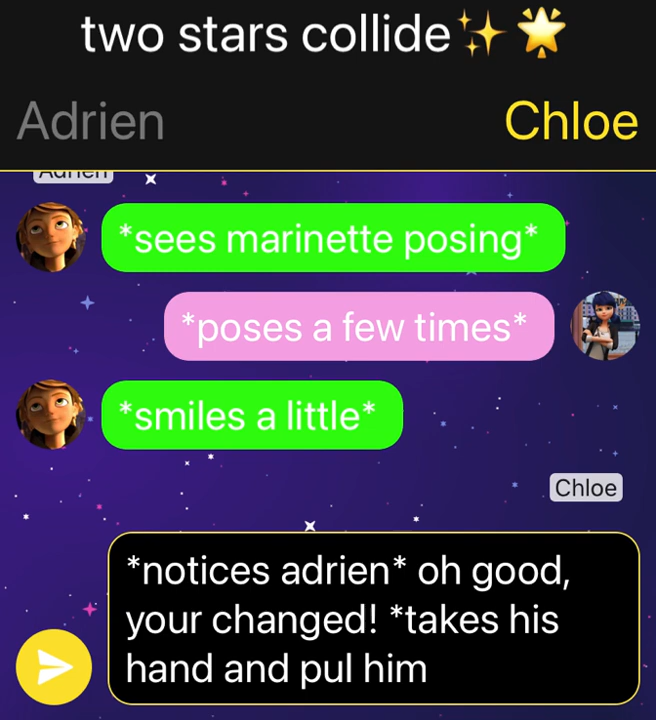 two stars collide✨🌟
Adrien Chloe
Adrien
*sees marinette posing*
*poses a few times*
*smiles a little*
Chloe
*notices adrien* oh good,
your changed! *takes his
hand and pul him